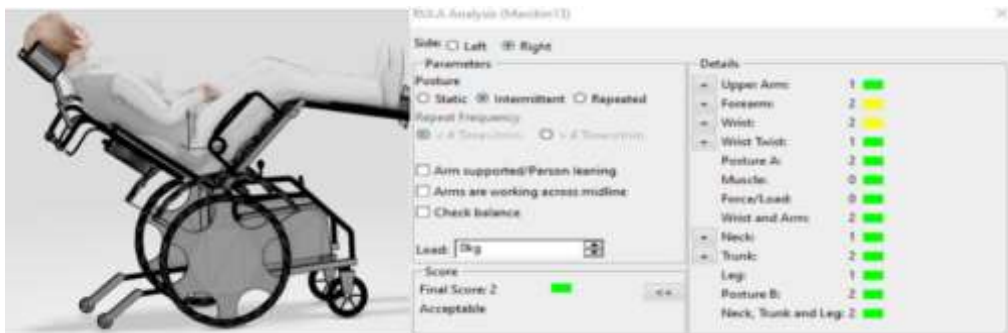 RULA Analysis (Manikin13)
Side: Left Right
Parameters
Posture
Static Intermittent Repeated
Repeat Frequency
Arm supported/Person leaning
Arms are working across midline
Check balance
Load: 0kg
Score
Final Score: 2
Acceptable
<<
Details
Upper Arm: 1
Forearm: 2
Wrist: 2
Wrist Twist: 1
Posture A: 2
Muscle: 0
Force/Load: 0
Wrist and Arm: 2
Neck: 1
Trunk: 2
Leg: 1
Posture B: 2
Neck, Trunk and Leg: 2